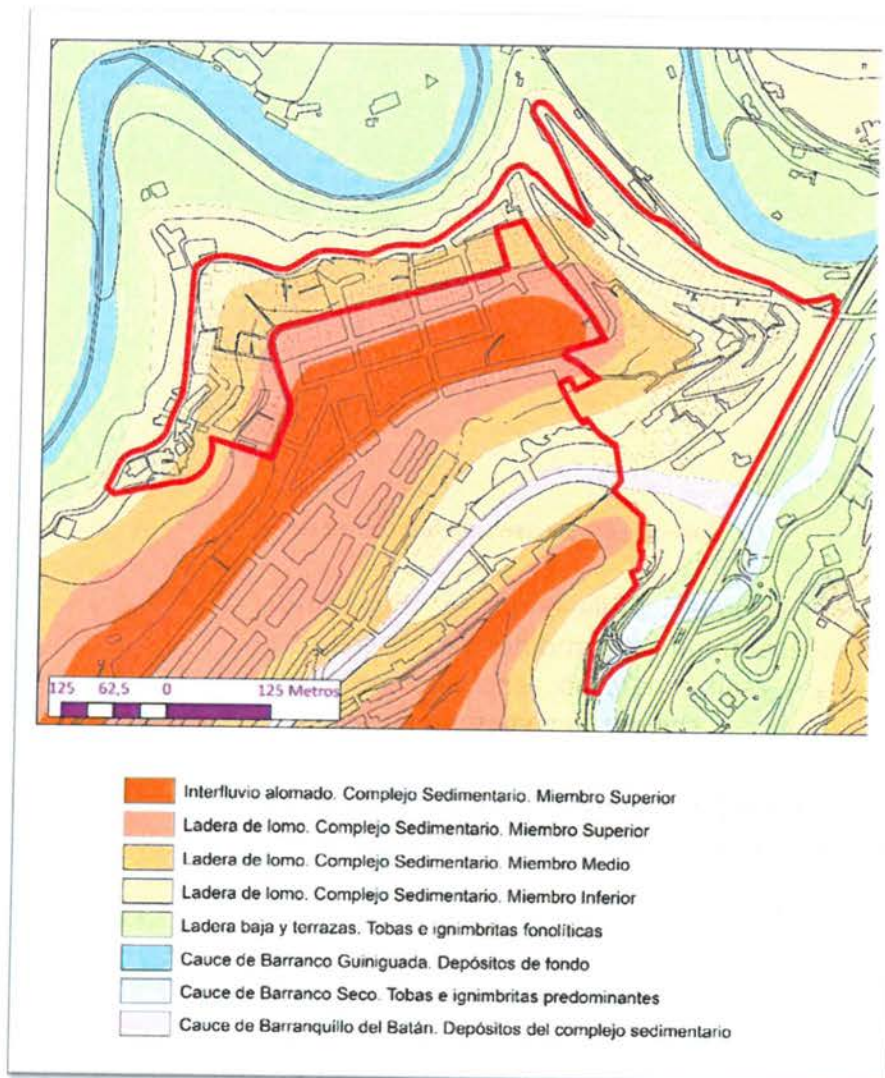 125 62,5 0 125 Metros
Interfluvio alomado. Complejo Sedimentario. Miembro Superior
Ladera de lomo. Complejo Sedimentario. Miembro Superior
Ladera de lomo. Complejo Sedimentario. Miembro Medio
Ladera de lomo. Complejo Sedimentario. Miembro Inferior
Ladera baja y terrazas. Tobas e ignimbritas fonolíticas
Cauce de Barranco Guiniguada. Depósitos de fondo
Cauce de Barranco Seco. Tobas e ignimbritas predominantes
Cauce de Barranquillo del Batán. Depósitos del complejo sedimentario